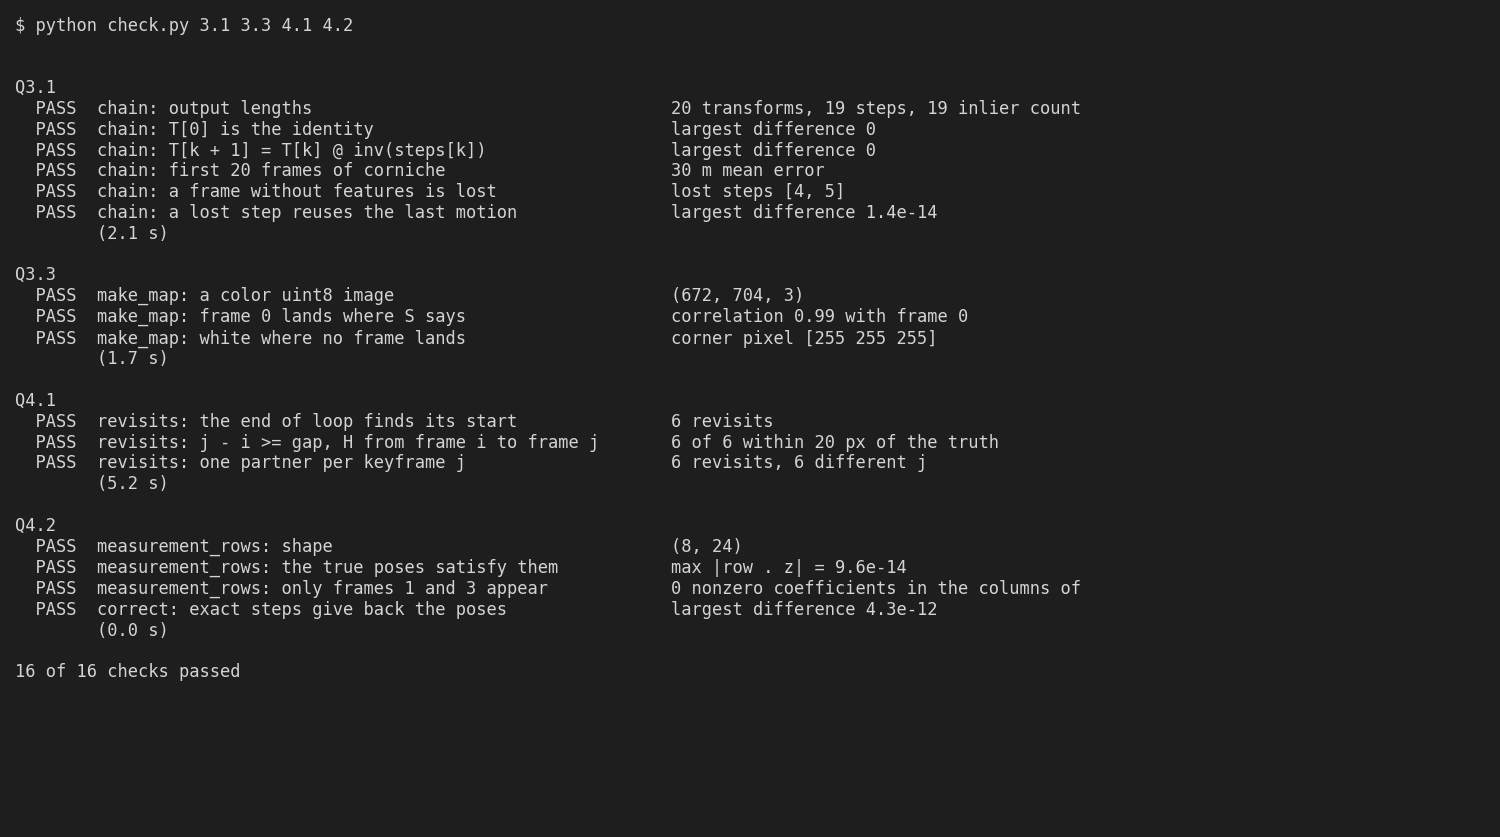 $ python check.py 3.1 3.3 4.1 4.2
Q3.1
PASS  chain: output lengths                                   20 transforms, 19 steps, 19 inlier count
PASS  chain: T[0] is the identity                             largest difference 0
PASS  chain: T[k + 1] = T[k] @ inv(steps[k])                  largest difference 0
PASS  chain: first 20 frames of corniche                      30 m mean error
PASS  chain: a frame without features is lost                 lost steps [4, 5]
PASS  chain: a lost step reuses the last motion               largest difference 1.4e-14
(2.1 s)
Q3.3
PASS  make_map: a color uint8 image                           (672, 704, 3)
PASS  make_map: frame 0 lands where S says                    correlation 0.99 with frame 0
PASS  make_map: white where no frame lands                    corner pixel [255 255 255]
(1.7 s)
Q4.1
PASS  revisits: the end of loop finds its start               6 revisits
PASS  revisits: j - i >= gap, H from frame i to frame j       6 of 6 within 20 px of the truth
PASS  revisits: one partner per keyframe j                    6 revisits, 6 different j
(5.2 s)
Q4.2
PASS  measurement_rows: shape                                 (8, 24)
PASS  measurement_rows: the true poses satisfy them           max |row . z| = 9.6e-14
PASS  measurement_rows: only frames 1 and 3 appear            0 nonzero coefficients in the columns of
PASS  correct: exact steps give back the poses                largest difference 4.3e-12
(0.0 s)
16 of 16 checks passed